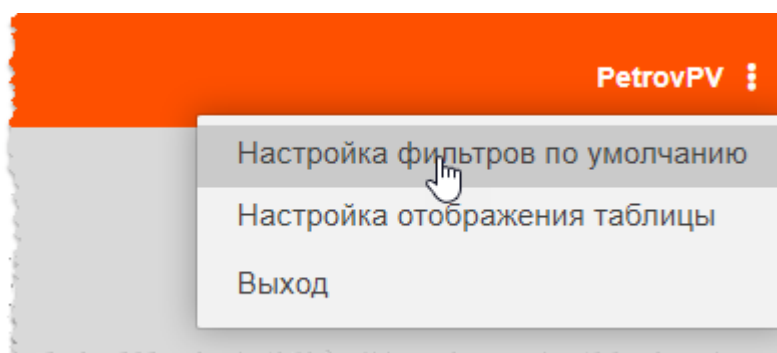 PetrovPV
Настройка фильтров по умолчанию
Настройка отображения таблицы
Выход